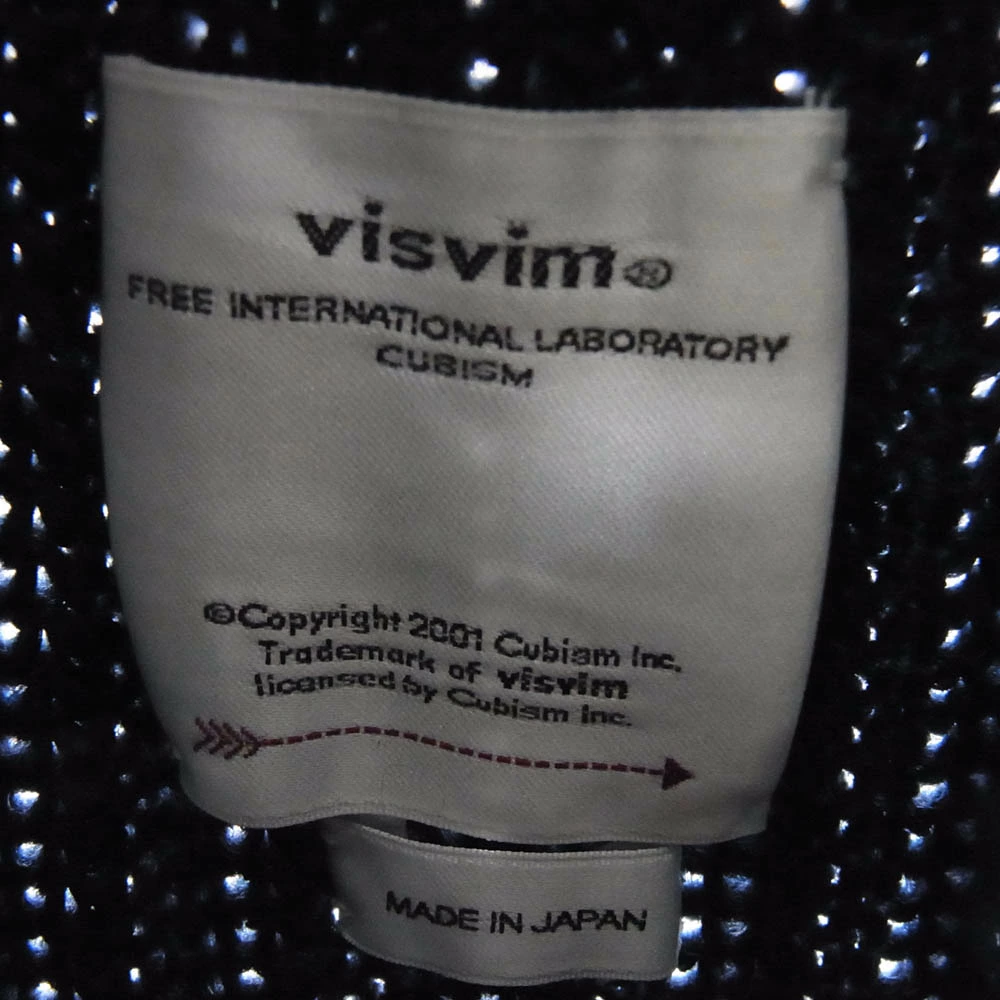 visvim®
FREE INTERNATIONAL LABORATORY
CUBISM
©Copyright 2001 Cubism Inc.
Trademark of visvim
licensed by Cubism Inc.
MADE IN JAPAN